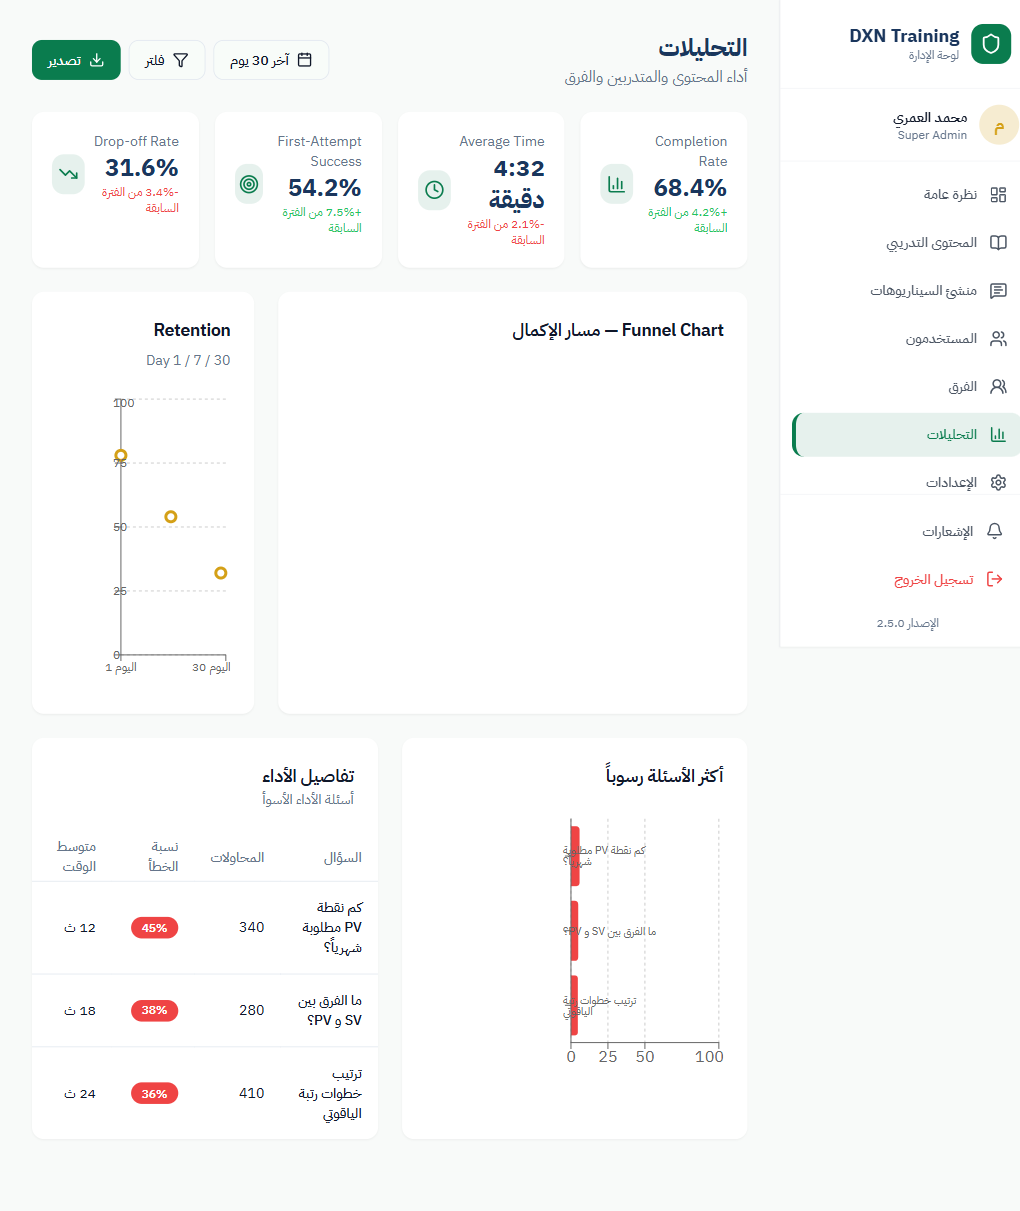 DXN Training
لوحة الإدارة
محمد العمري
Super Admin
م
نظرة عامة
المحتوى التدريبي
منشئ السيناريوهات
المستخدمون
الفرق
التحليلات
الإعدادات
الإشعارات
تسجيل الخروج
الإصدار 2.5.0
التحليلات
أداء المحتوى والمتدربين والفرق
آخر 30 يوم
فلتر
تصدير
Completion
Rate
68.4%
+4.2% من الفترة
السابقة
Average Time
4:32
دقيقة
-2.1% من الفترة
السابقة
First-Attempt
Success
54.2%
+7.5% من الفترة
السابقة
Drop-off Rate
31.6%
-3.4% من الفترة
السابقة
Funnel Chart — مسار الإكمال
Retention
Day 1 / 7 / 30
100
75
50
25
0
اليوم 1
اليوم 30
أكثر الأسئلة رسوباً
كم نقطة PV مطلوبة
شهرياً؟
ما الفرق بين SV و PV؟
ترتيب خطوات رتبة
الياقوتي
0 25 50 100
تفاصيل الأداء
أسئلة الأداء الأسوأ
السؤال
المحاولات
نسبة
الخطأ
متوسط
الوقت
كم نقطة
PV مطلوبة
شهرياً؟
340
45%
12 ث
ما الفرق بين
SV و PV؟
280
38%
18 ث
ترتيب
خطوات رتبة
الياقوتي
410
36%
24 ث